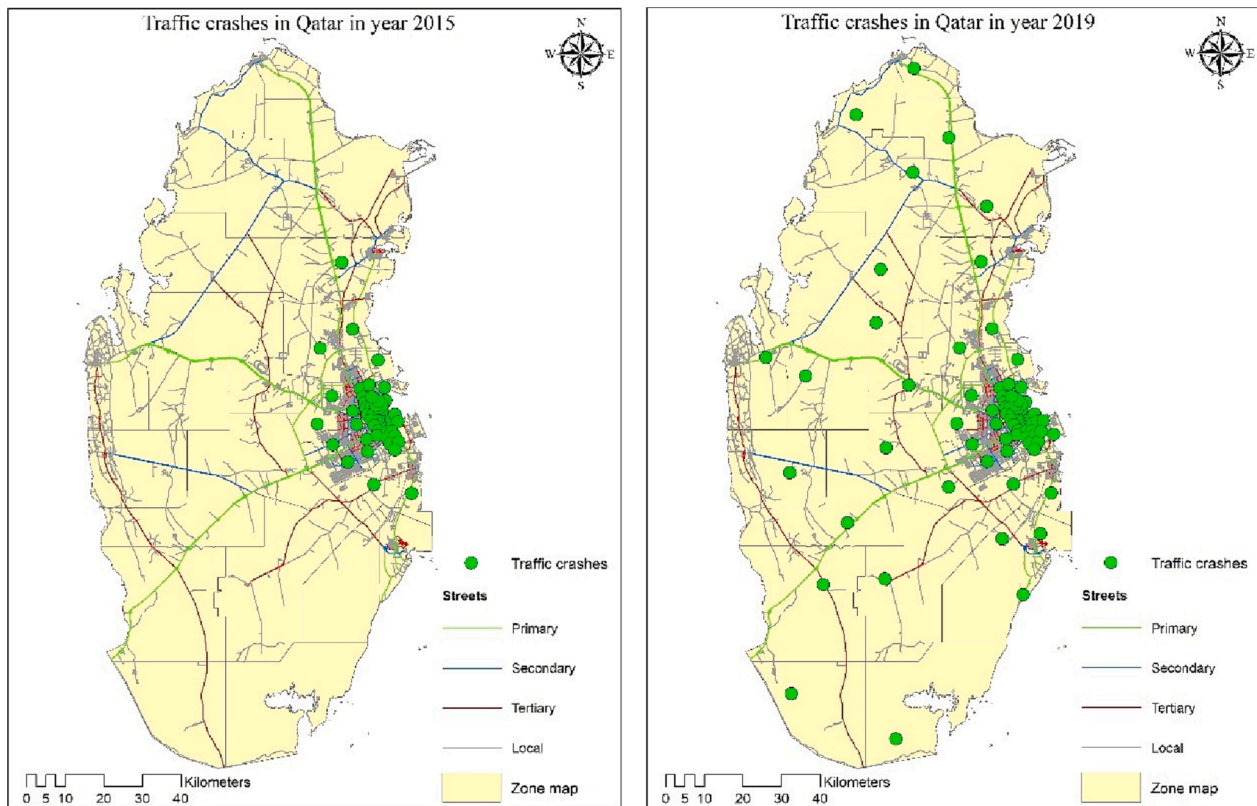 Traffic crashes in Qatar in year 2015
N
W E
S
Traffic crashes
Streets
Primary
Secondary
Tertiary
Local
Zone map
Kilometers
0 5 10 20 30 40
Traffic crashes in Qatar in year 2019
N
W E
S
Traffic crashes
Streets
Primary
Secondary
Tertiary
Local
Zone map
Kilometers
0 5 10 20 30 40